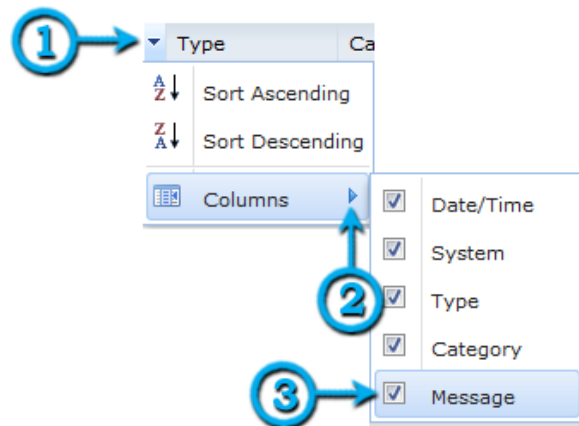 1
Type Ca
Sort Ascending
Sort Descending
Columns
Date/Time
System
2
Type
Category
3
Message